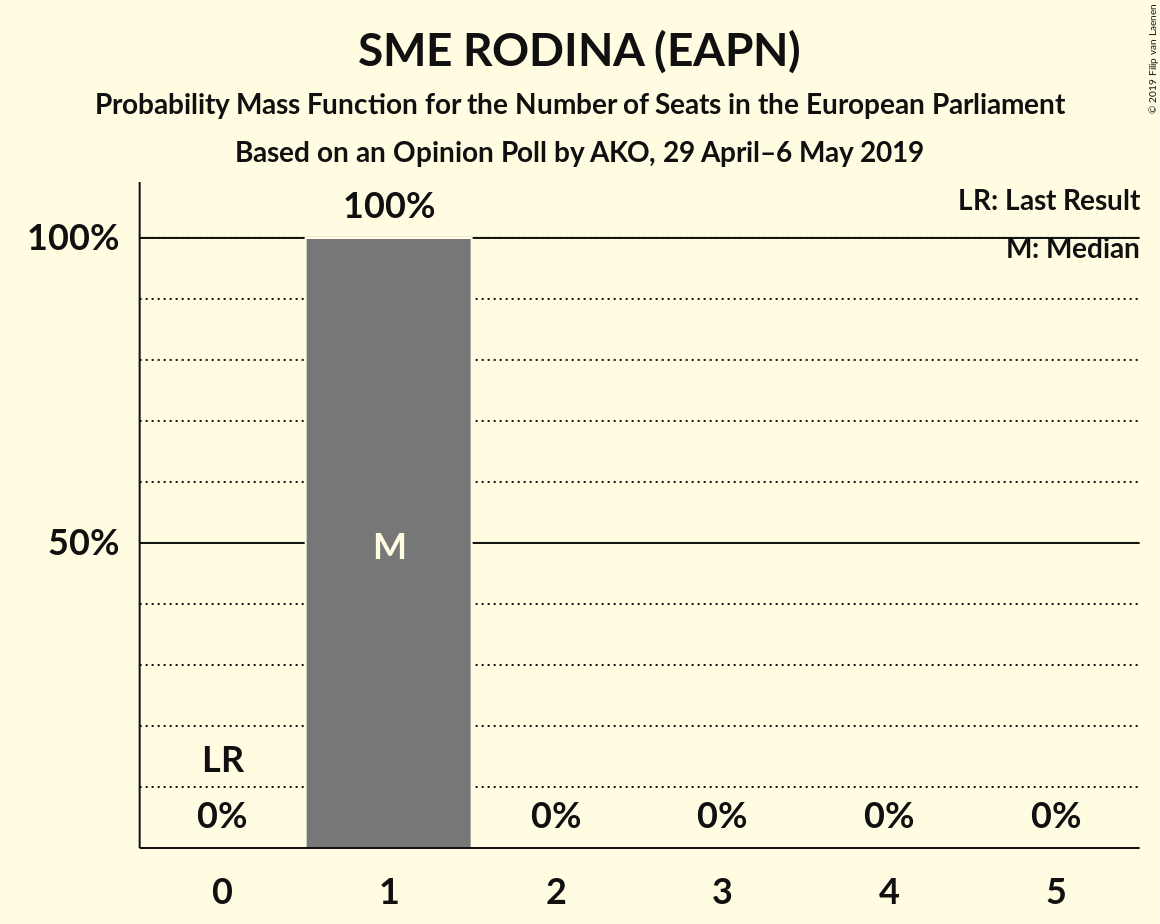 SME RODINA (EAPN)
Probability Mass Function for the Number of Seats in the European Parliament
Based on an Opinion Poll by AKO, 29 April–6 May 2019
© 2019 Filip van Laenen
LR: Last Result
M: Median
100%
100%
50%
M
LR
0%
0%
0%
0%
0%
0
1
2
3
4
5